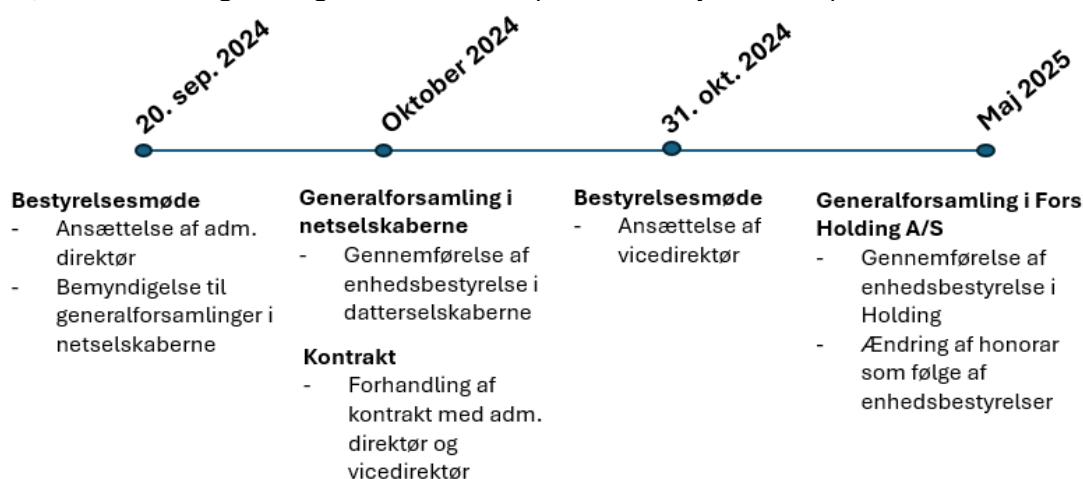 20. sep. 2024
Oktober 2024
31. okt. 2024
Maj 2025
Bestyrelsesmøde
- Ansættelse af adm.
direktør
- Bemyndigelse til
generalforsamlinger i
netselskaberne
Generalforsamling i
netselskaberne
- Gennemførelse af
enhedsbestyrelse i
datterselskaberne
Kontrakt
- Forhandling af
kontrakt med adm.
direktør og
vicedirektør
Bestyrelsesmøde
- Ansættelse af
vicedirektør
Generalforsamling i Fors
Holding A/S
- Gennemførelse af
enhedsbestyrelse i
Holding
- Ændring af honorar
som følge af
enhedsbestyrelser